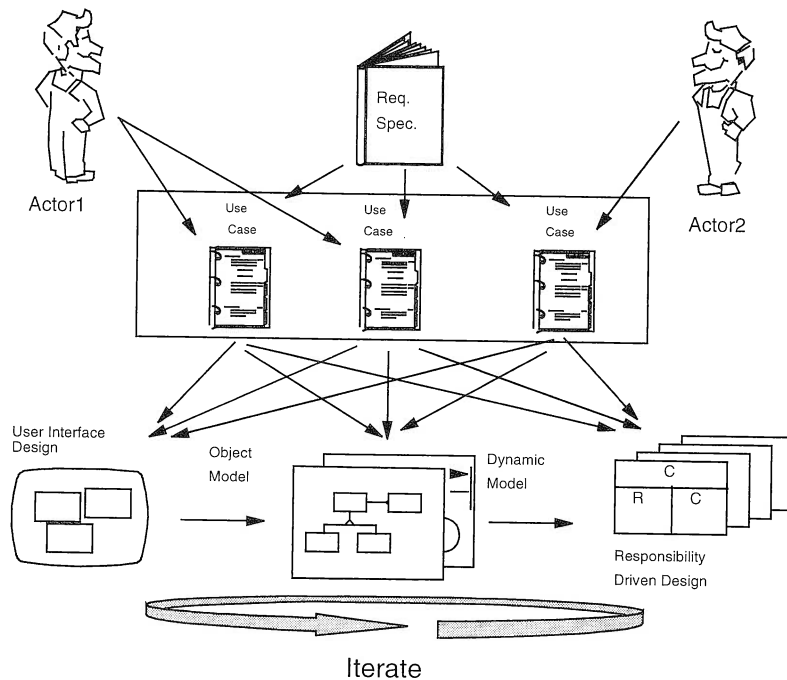 Req.
Spec.
Actor1
Actor2
Use
Case
Use
Case
Use
Case
User Interface
Design
Object
Model
Dynamic
Model
C
R
C
Responsibility
Driven Design
Iterate